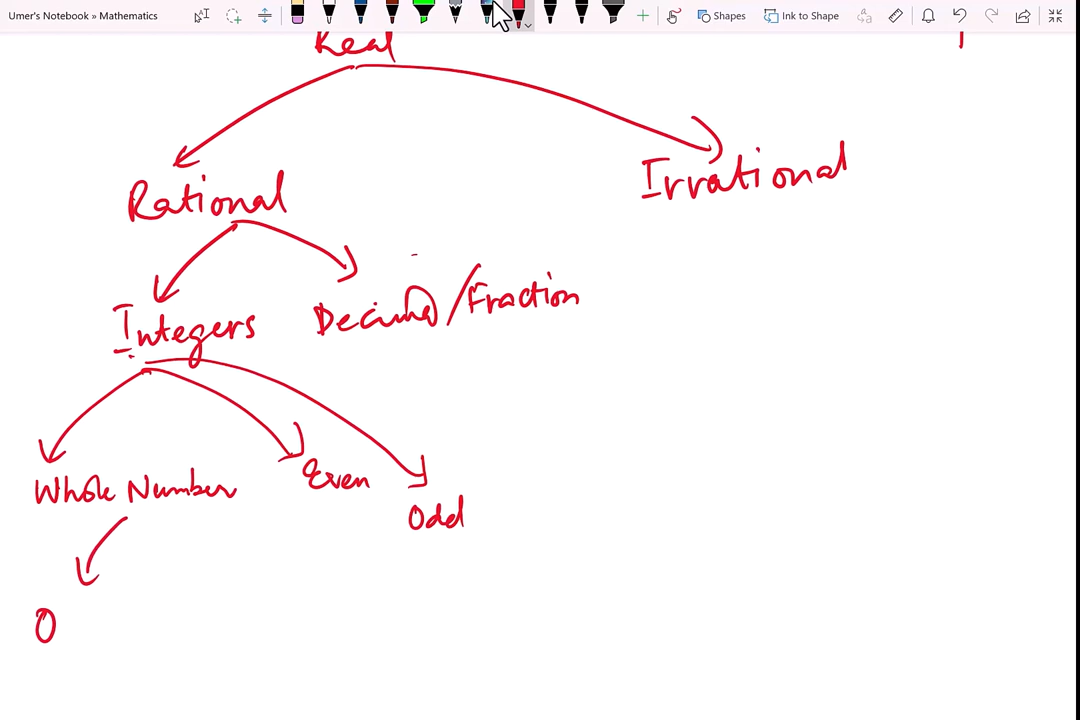 Umer's Notebook » Mathematics
Shapes
Ink to Shape
Real
Rational
Irrational
Integers
Decimal/Fraction
Whole Number
Even
Odd
0